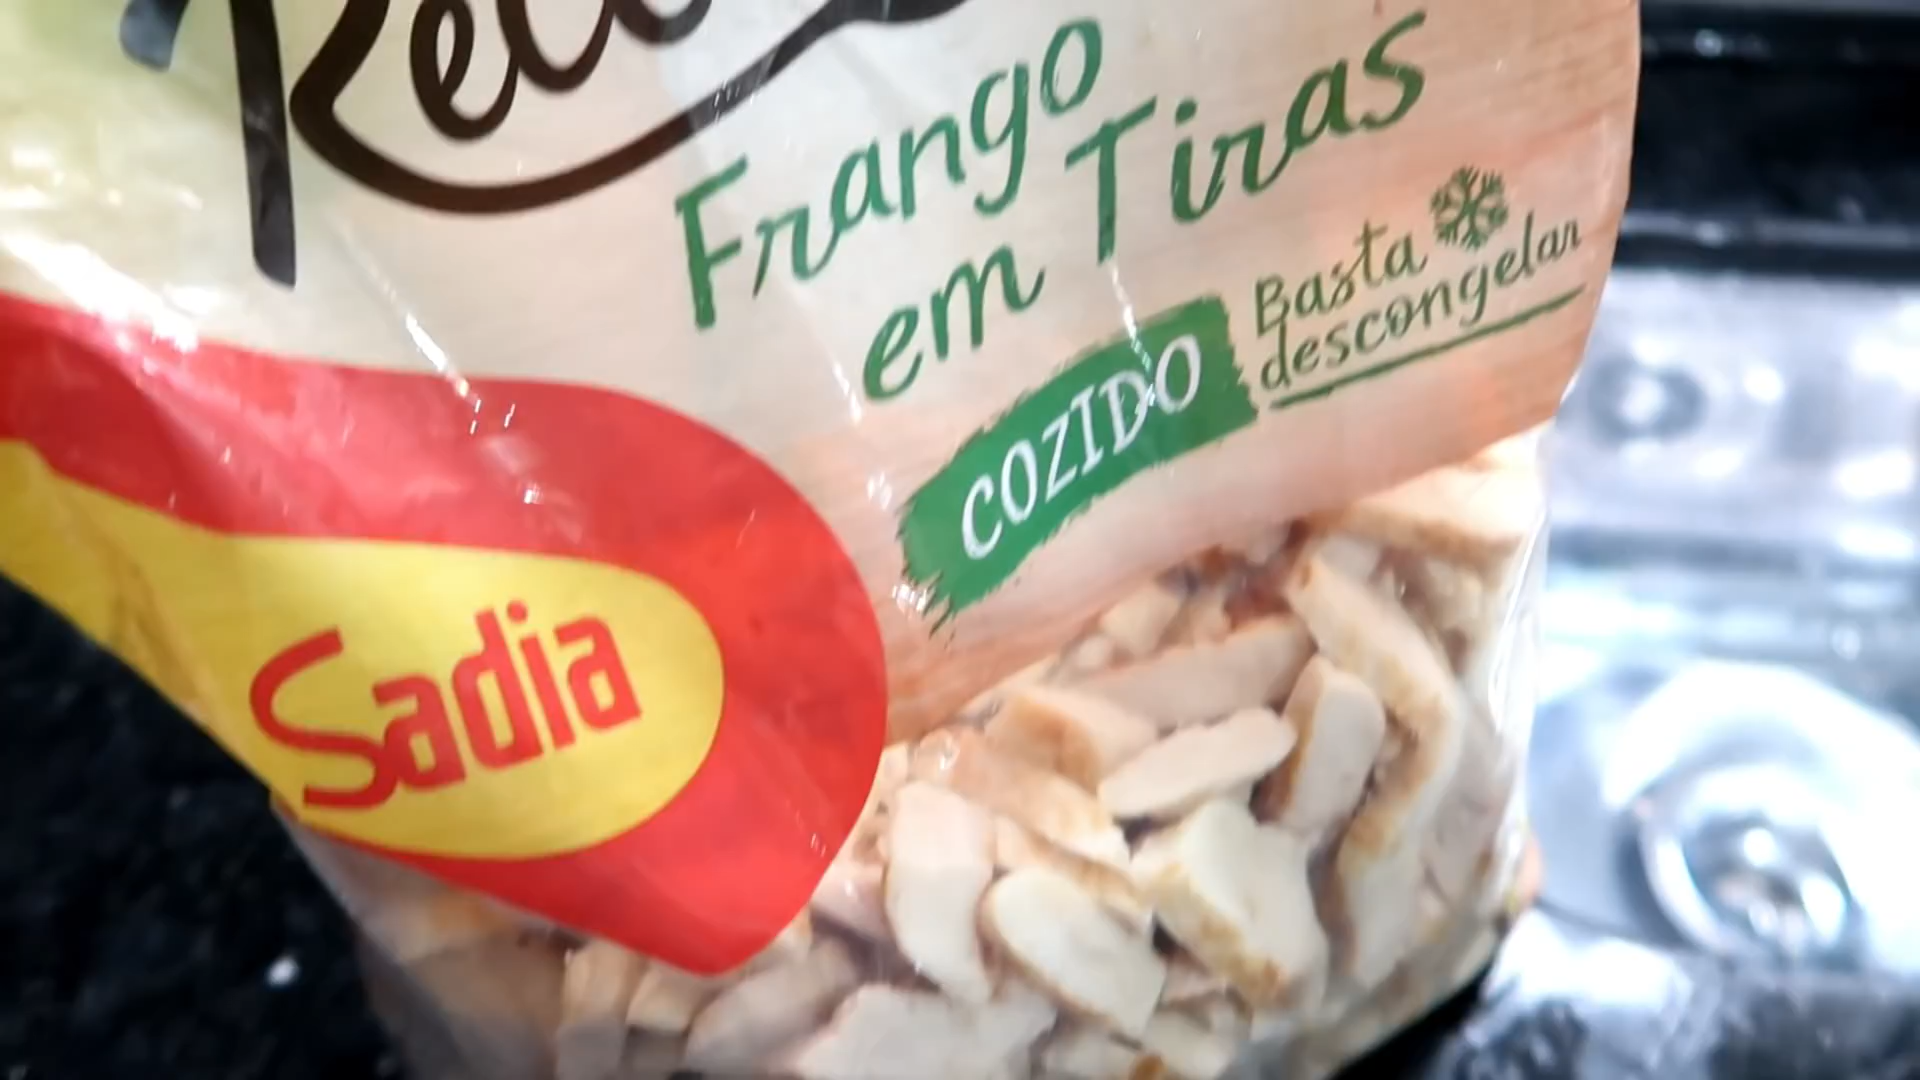 Frango
em Tiras
COZIDO
Basta
descongelar
Sadia